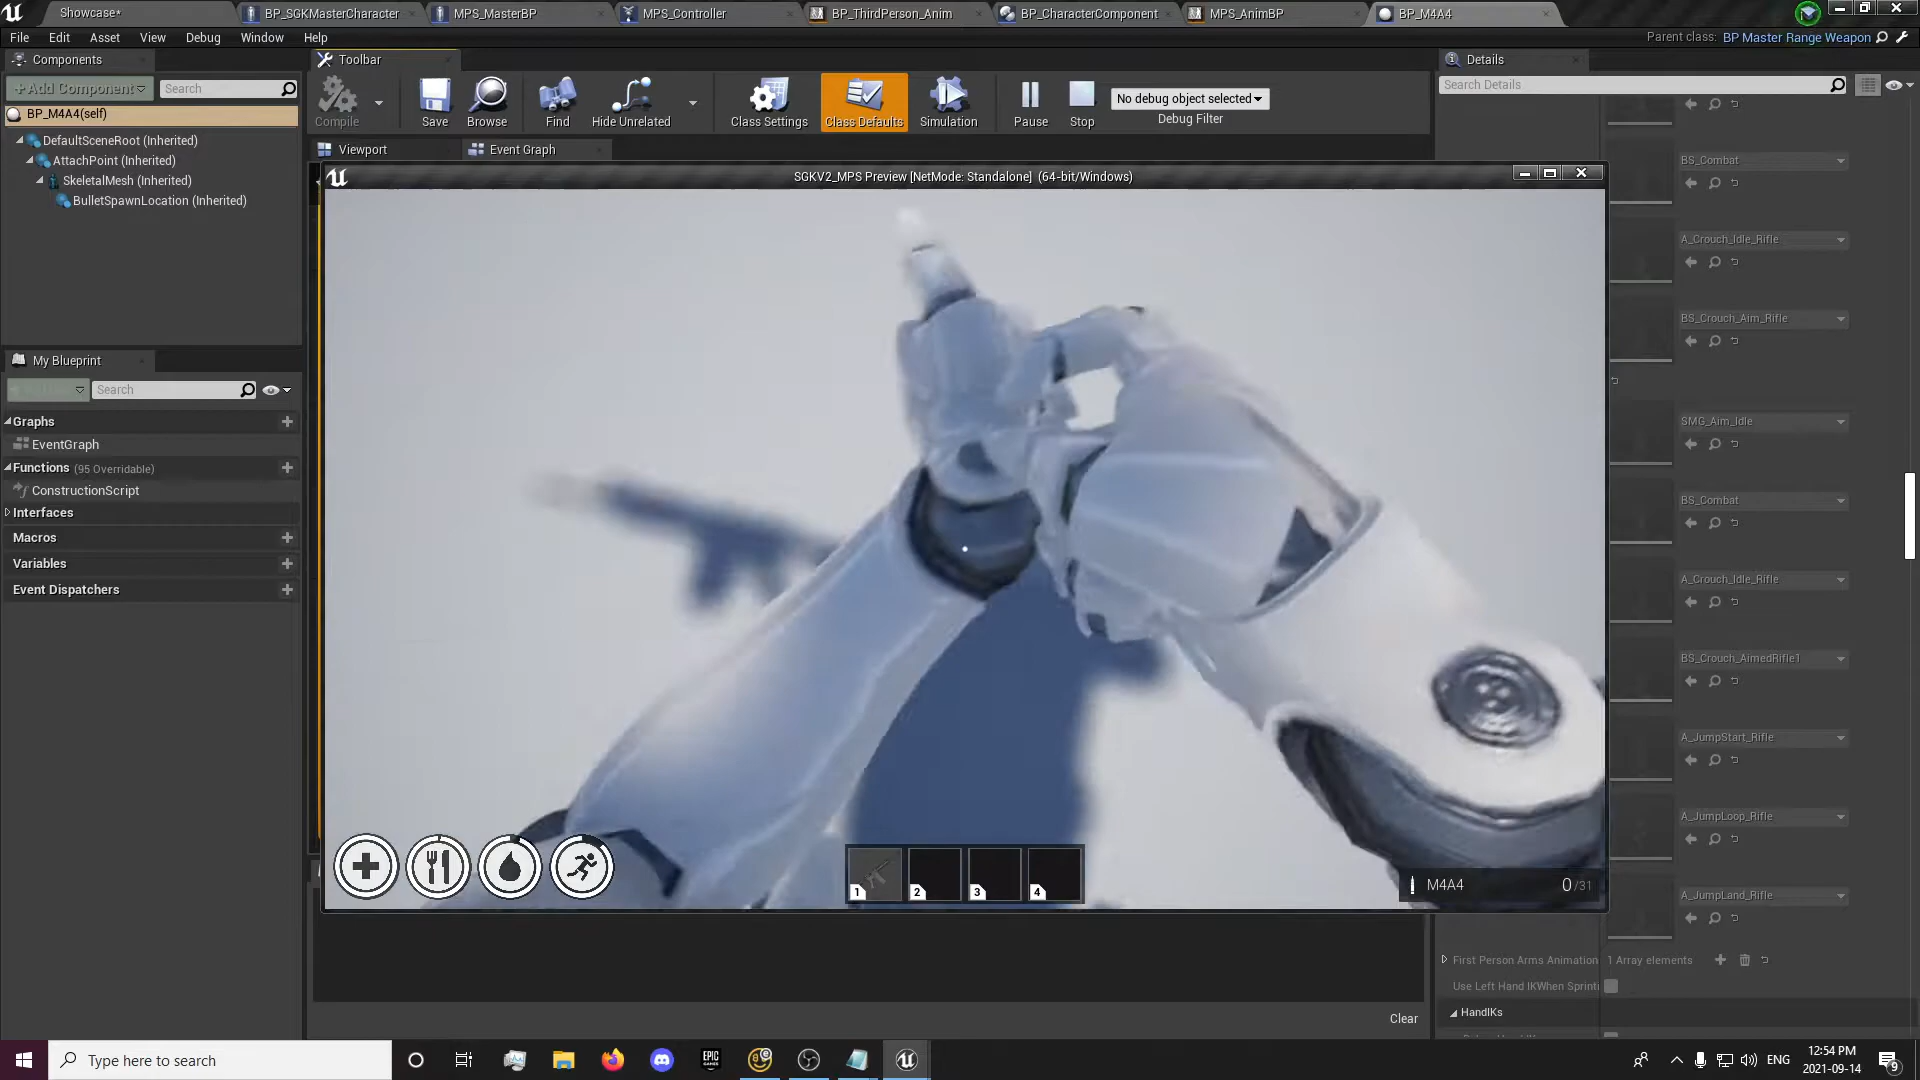 Showcase*
BP_SGKMasterCharacter
MPS_MasterBP
MPS_Controller
BP_ThirdPerson_Anim
BP_CharacterComponent
MPS_AnimBP
BP_M4A4
File Edit Asset View Debug Window Help
Parent class: BP Master Range Weapon
Components
Toolbar
Details
+Add Component
Search
Search Details
BP_M4A4(self)
DefaultSceneRoot (Inherited)
AttachPoint (Inherited)
SkeletalMesh (Inherited)
BulletSpawnLocation (Inherited)
Compile
Save
Browse
Find
Hide Unrelated
Class Settings
Class Defaults
Simulation
Pause
Stop
No debug object selected
Debug Filter
Viewport
Event Graph
SGKV2_MPS Preview [NetMode: Standalone] (64-bit/Windows)
My Blueprint
Search
Graphs
EventGraph
Functions (95 Overridable)
ConstructionScript
Interfaces
Macros
Variables
Event Dispatchers
BS_Combat
A_Crouch_Idle_Rifle
BS_Crouch_Aim_Rifle
SMG_Aim_Idle
BS_Combat
A_Crouch_Idle_Rifle
BS_Crouch_AimedRifle1
A_JumpStart_Rifle
A_JumpLoop_Rifle
A_JumpLand_Rifle
First Person Arms Animation
1 Array elements
Use Left Hand IKWhen Sprinti
HandIKs
1
2
3
4
M4A4
0/31
Clear
Type here to search
EPIC
ENG
12:54 PM
2021-09-14
9